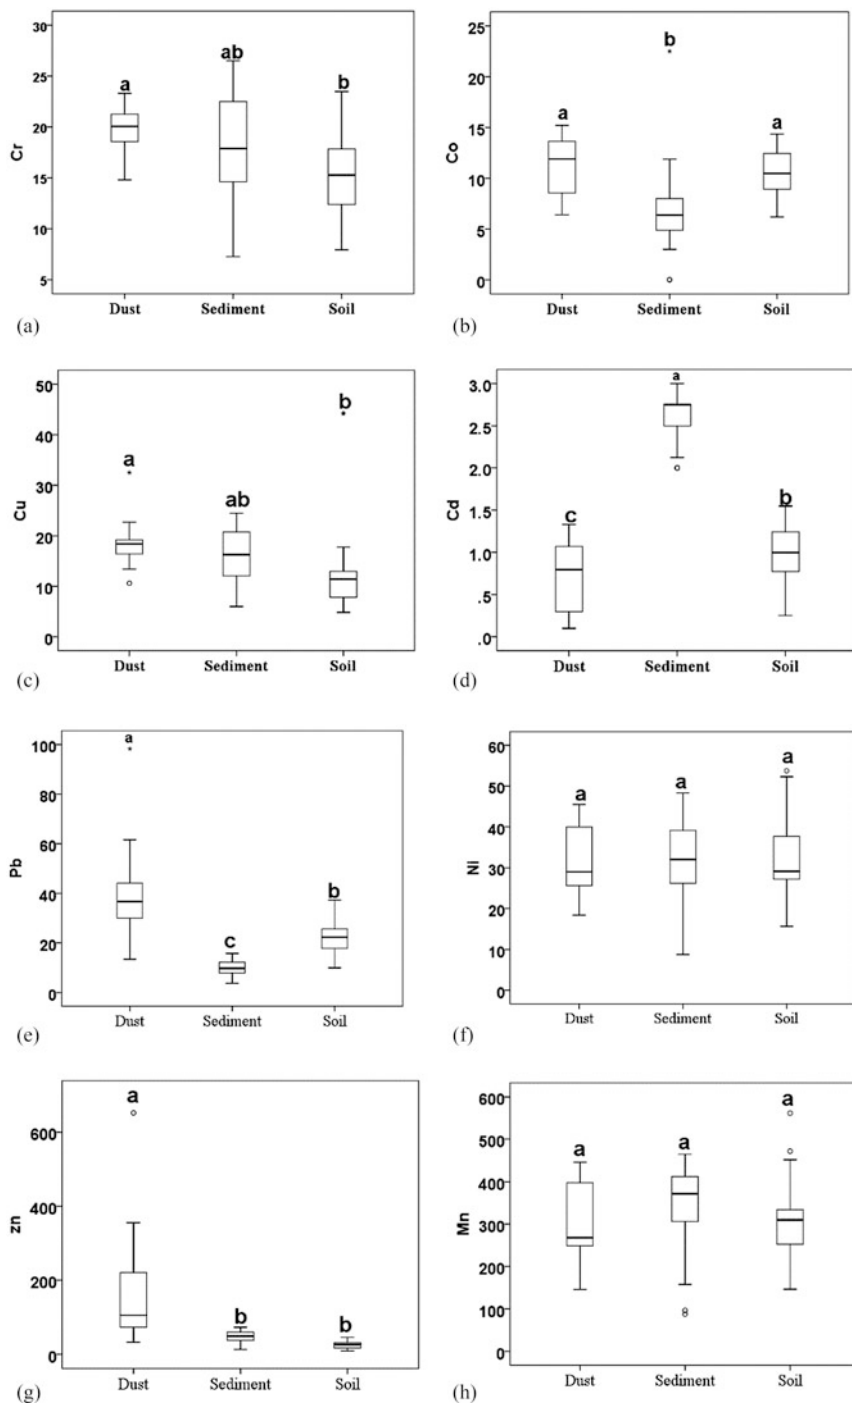 30
25
20
15
10
5
Cr
a
ab
b
Dust Sediment Soil
(a)
25
20
15
10
5
0
Co
a
b
a
Dust Sediment Soil
(b)
50
40
30
20
10
0
Cu
a
ab
b
Dust Sediment Soil
(c)
3.0
2.5
2.0
1.5
1.0
.5
.0
Cd
c
a
b
Dust Sediment Soil
(d)
100
80
60
40
20
0
Pb
a
c
b
Dust Sediment Soil
(e)
60
50
40
30
20
10
0
Ni
a
a
a
Dust Sediment Soil
(f)
600
400
200
0
zn
a
b
b
Dust Sediment Soil
(g)
600
500
400
300
200
100
0
Mn
a
a
a
Dust Sediment Soil
(h)